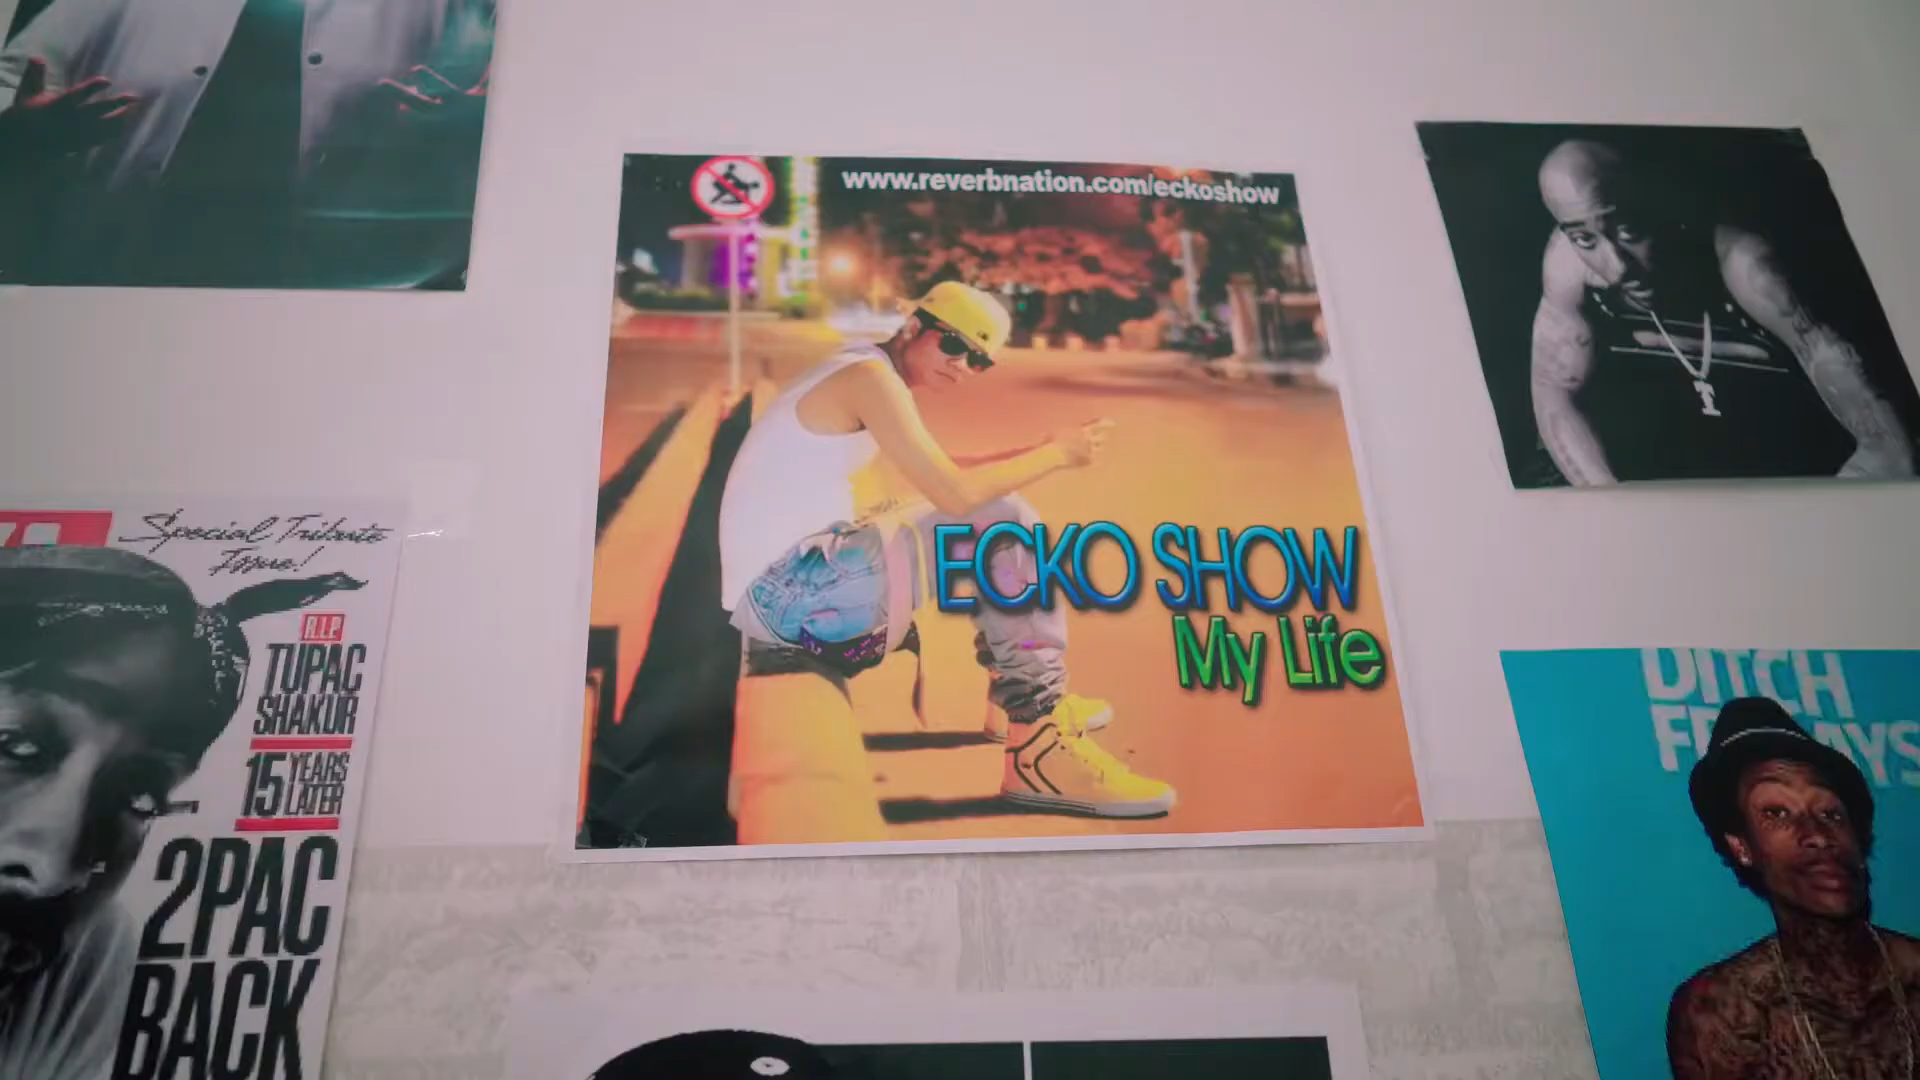 www.reverbnation.com/eckoshow
ECKO SHOW
My Life
Special Tribute
Issue!
R.I.P
TUPAC
SHAKUR
15 YEARS
LATER
2PAC
BACK
DITCH